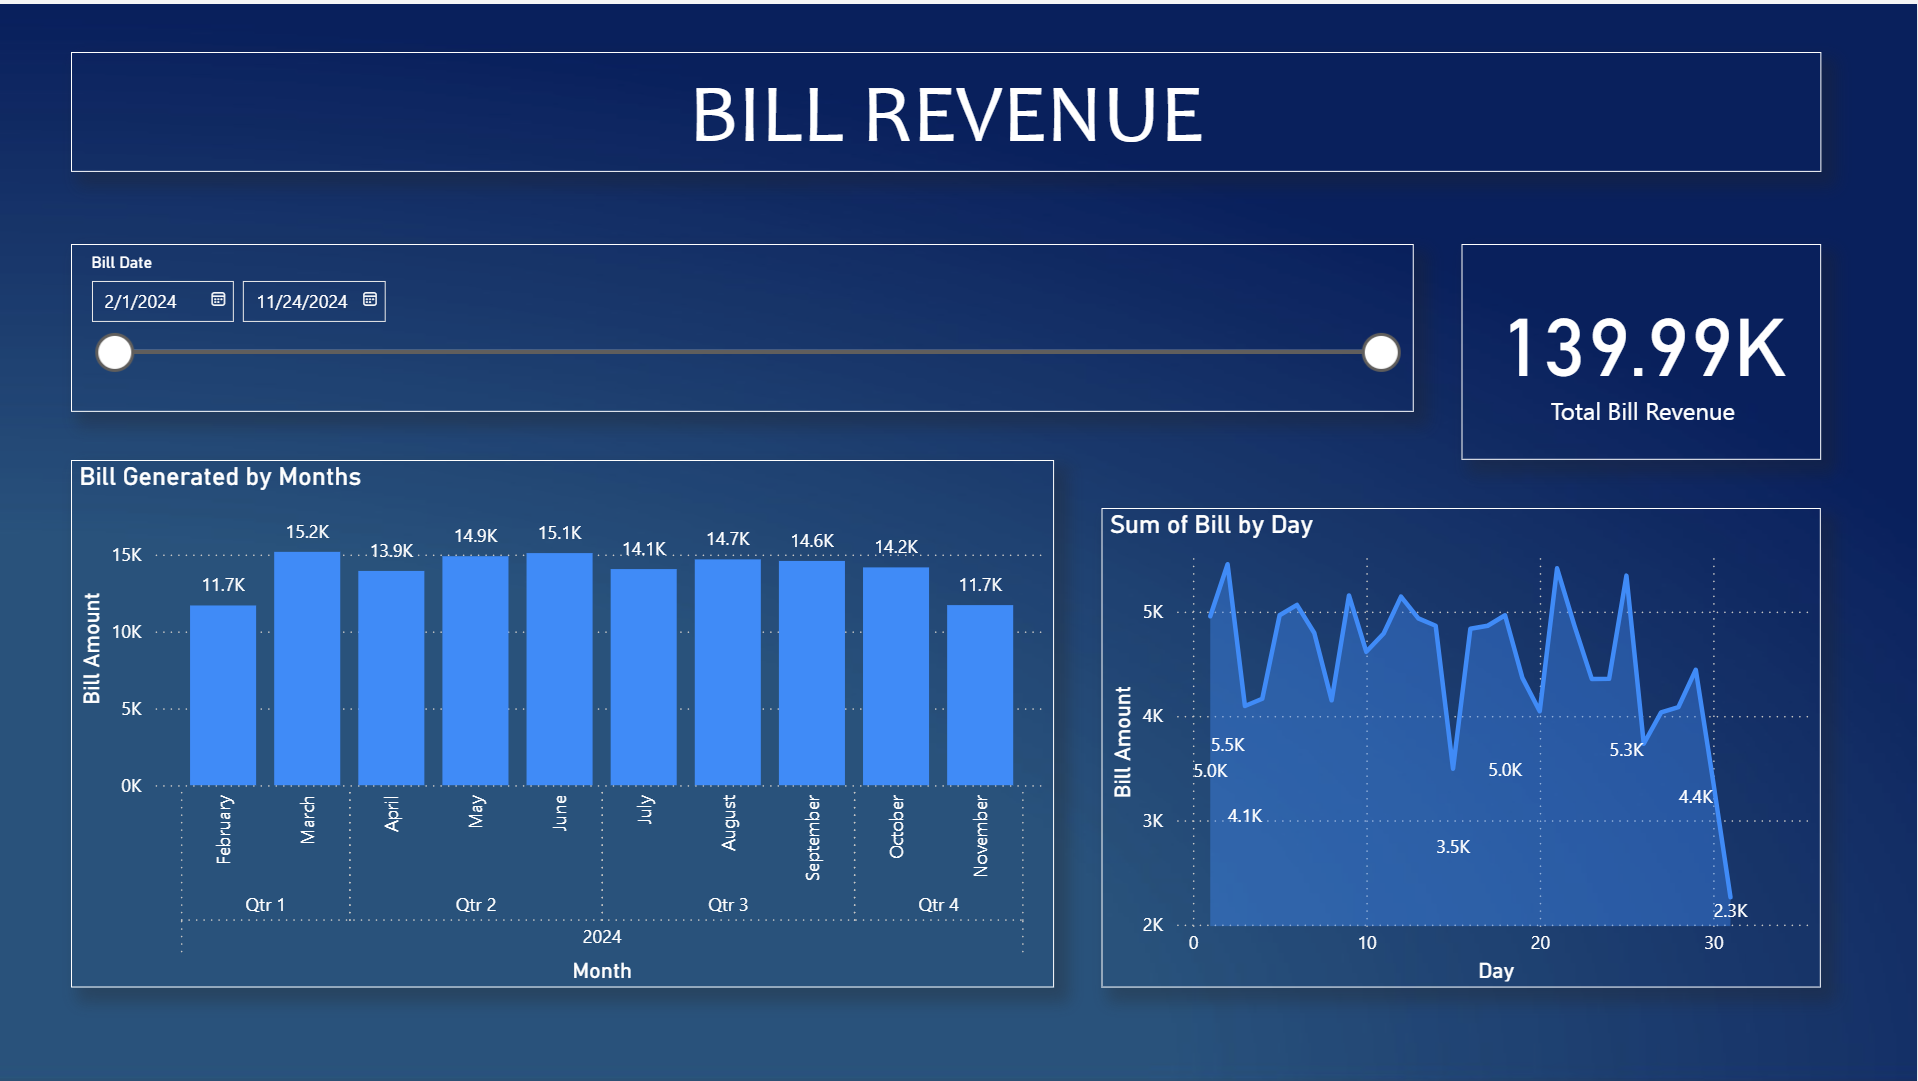 BILL REVENUE
Bill Date
2/1/2024 11/24/2024
139.99K
Total Bill Revenue
Bill Generated by Months
Bill Amount
15K
10K
5K
0K
11.7K 15.2K 13.9K 14.9K 15.1K 14.1K 14.7K 14.6K 14.2K 11.7K
February March April May June July August September October November
Qtr 1 Qtr 2 Qtr 3 Qtr 4
2024
Month
Sum of Bill by Day
Bill Amount
5K
4K
3K
2K
5.0K 5.5K 4.1K 3.5K 5.0K 5.3K 4.4K 2.3K
0 10 20 30
Day